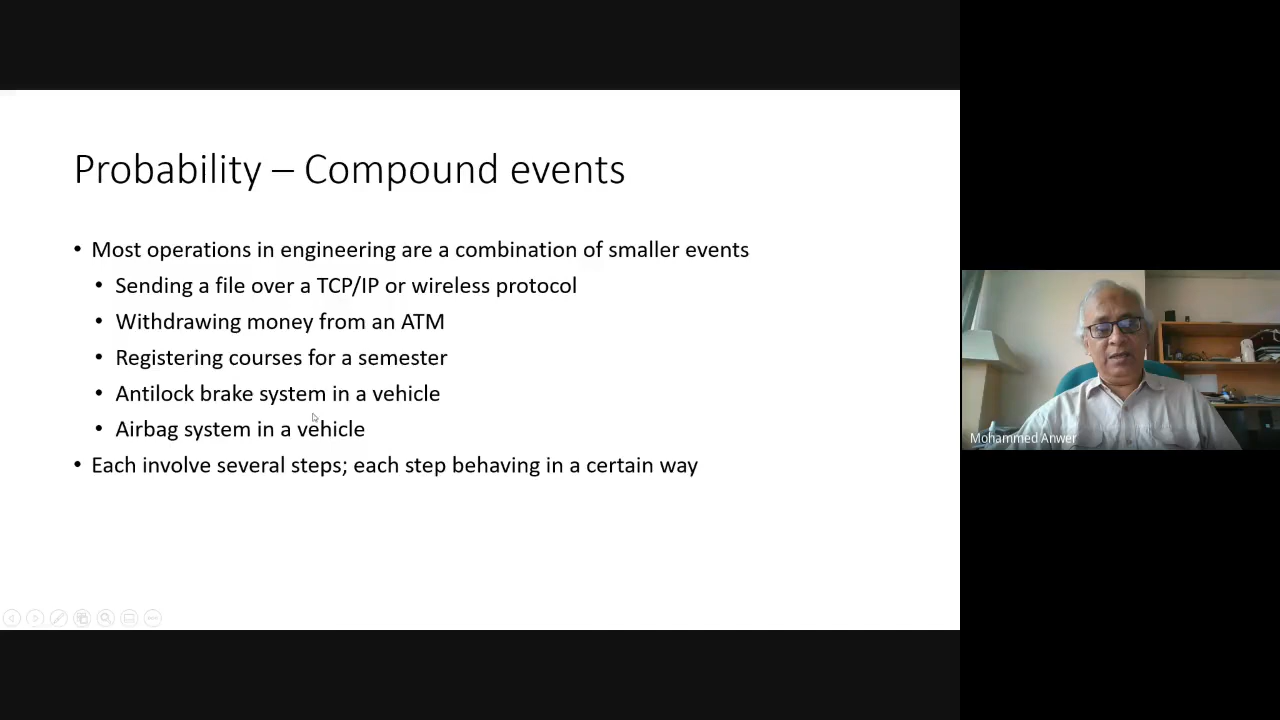 Probability – Compound events
• Most operations in engineering are a combination of smaller events
• Sending a file over a TCP/IP or wireless protocol
• Withdrawing money from an ATM
• Registering courses for a semester
• Antilock brake system in a vehicle
• Airbag system in a vehicle
• Each involve several steps; each step behaving in a certain way
Mohammed Anwer